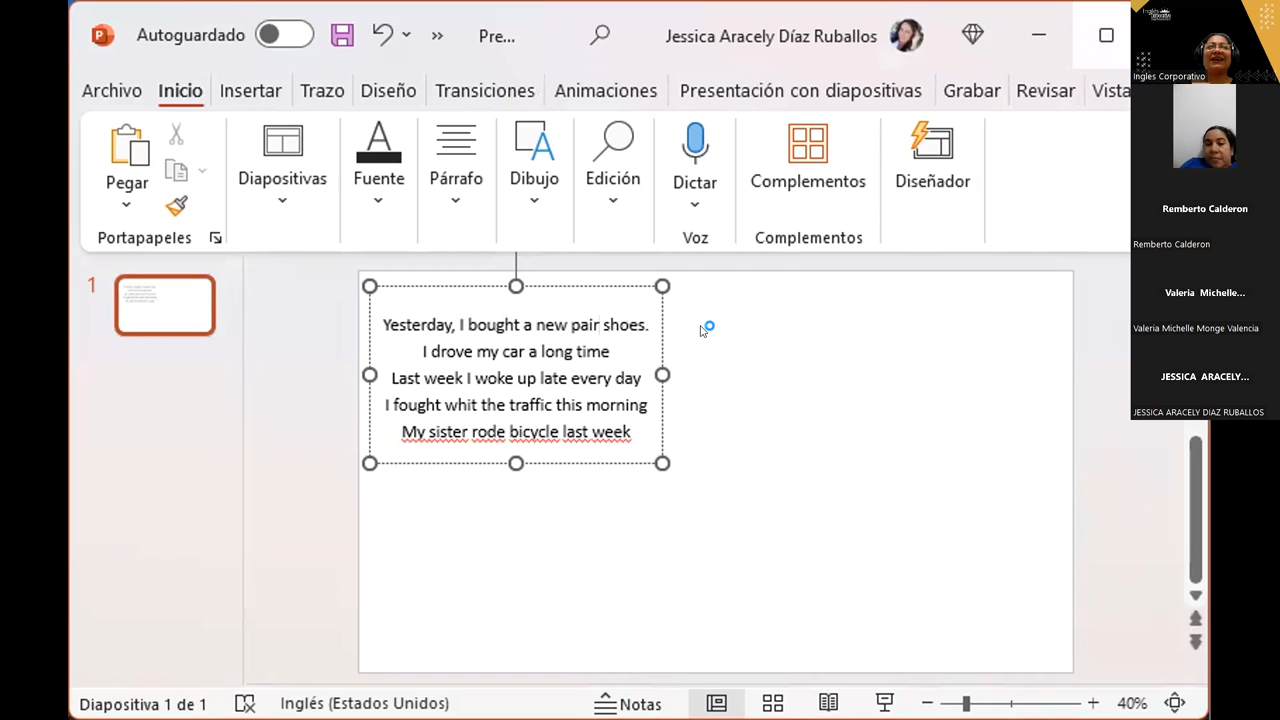 Autoguardado
Pre...
Jessica Aracely Díaz Ruballos
Archivo
Inicio
Insertar
Trazo
Diseño
Transiciones
Animaciones
Presentación con diapositivas
Grabar
Revisar
Vista
Pegar
Portapapeles
Diapositivas
Fuente
Párrafo
Dibujo
Edición
Dictar
Voz
Complementos
Complementos
Diseñador
1
Yesterday, I bought a new pair shoes.
I drove my car a long time
Last week I woke up late every day
I fought whit the traffic this morning
My sister rode bicycle last week
Inglés Corporativo
Ingles Corporativo
Remberto Calderon
Remberto Calderon
Valeria Michelle...
Valeria Michelle Monge Valencia
JESSICA ARACELY...
JESSICA ARACELY DIAZ RUBALLOS
Diapositiva 1 de 1
Inglés (Estados Unidos)
Notas
40%